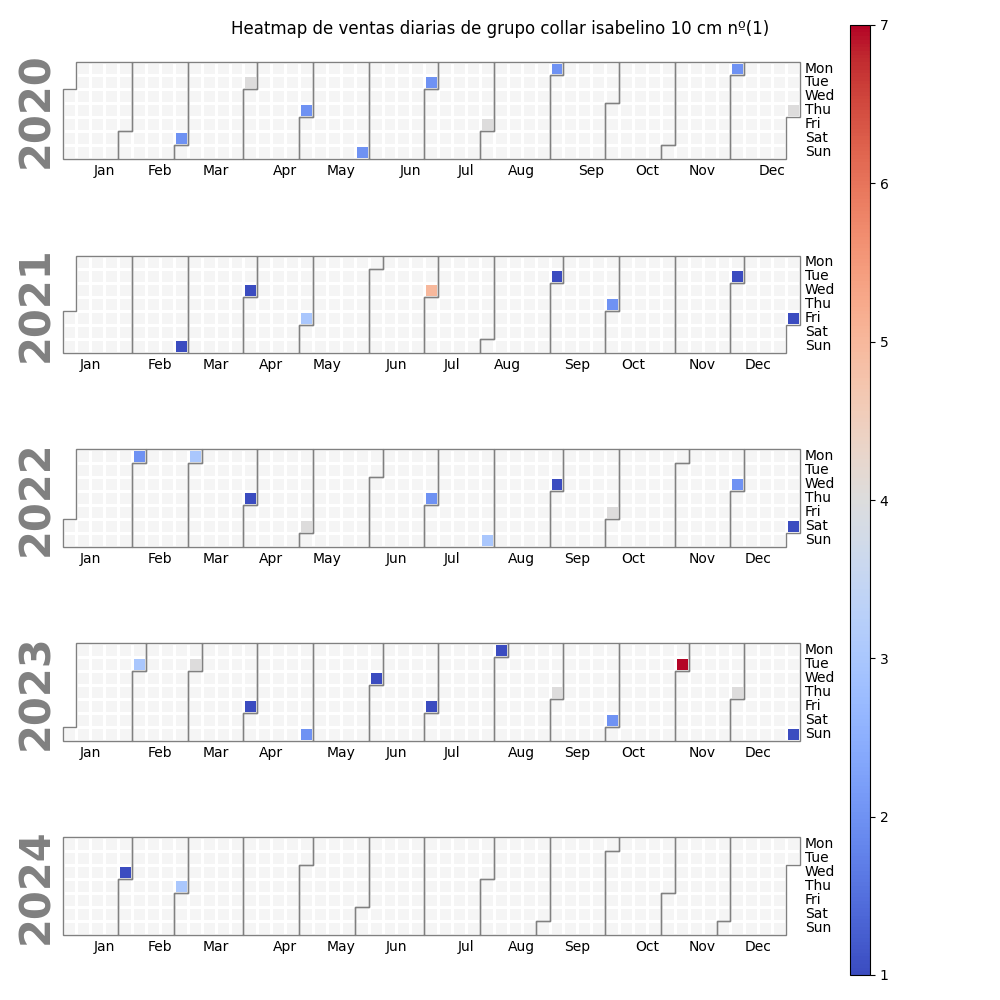 Heatmap de ventas diarias de grupo collar isabelino 10 cm nº(1)
2020
Mon
Tue
Wed
Thu
Fri
Sat
Sun
Jan Feb Mar Apr May Jun Jul Aug Sep Oct Nov Dec
2021
Mon
Tue
Wed
Thu
Fri
Sat
Sun
Jan Feb Mar Apr May Jun Jul Aug Sep Oct Nov Dec
2022
Mon
Tue
Wed
Thu
Fri
Sat
Sun
Jan Feb Mar Apr May Jun Jul Aug Sep Oct Nov Dec
2023
Mon
Tue
Wed
Thu
Fri
Sat
Sun
Jan Feb Mar Apr May Jun Jul Aug Sep Oct Nov Dec
2024
Mon
Tue
Wed
Thu
Fri
Sat
Sun
Jan Feb Mar Apr May Jun Jul Aug Sep Oct Nov Dec
7
6
5
4
3
2
1